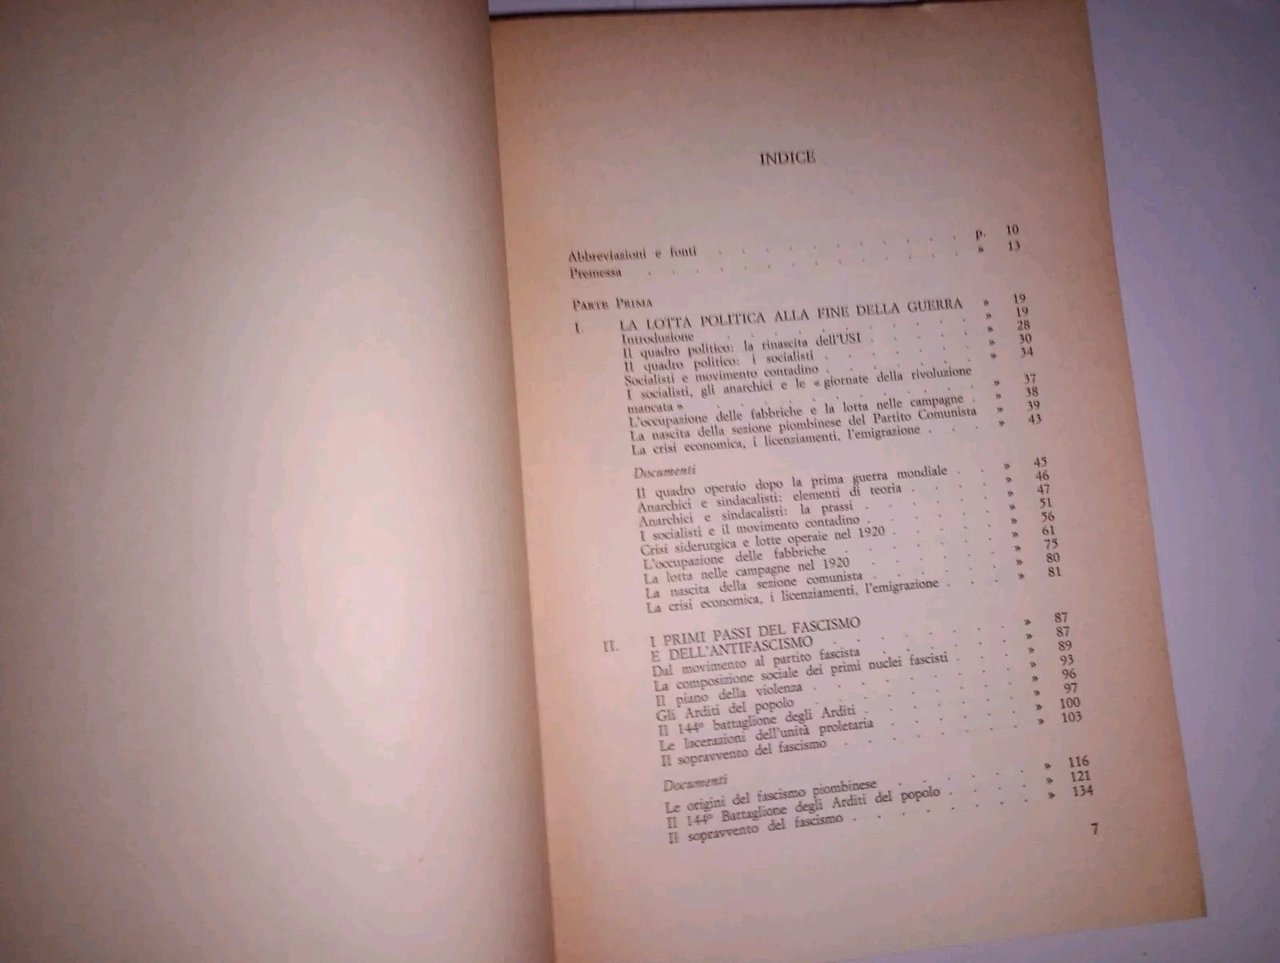 INDICE
Abbreviazioni e fonti . . . . . . . . . . . p. 10
Premessa . . . . . . . . . . . . . » 13
PARTE PRIMA
I. LA LOTTA POLITICA ALLA FINE DELLA GUERRA » 19
Introduzione . . . . . . . . . » 19
Il quadro politico: la rinascita dell'USI . . . . . » 28
Il quadro politico: i socialisti . . . . . . » 30
Socialisti e movimento contadino . . . . . . » 34
I socialisti, gli anarchici e le « giornate della rivoluzione
mancata » . . . . . . . . . . » 37
L'occupazione delle fabbriche e la lotta nelle campagne . » 38
La nascita della sezione piombinese del Partito Comunista » 39
La crisi economica, i licenziamenti, l'emigrazione . . . » 43
Documenti
Il quadro operaio dopo la prima guerra mondiale . . » 45
Anarchici e sindacalisti: elementi di teoria . . . . » 46
Anarchici e sindacalisti: la prassi . . . . . » 47
I socialisti e il movimento contadino . . . . . » 51
Crisi siderurgica e lotte operaie nel 1920 . . . . » 56
L'occupazione delle fabbriche . . . . . . » 61
La lotta nelle campagne nel 1920 . . . . . » 75
La nascita della sezione comunista . . . . . » 80
La crisi economica, i licenziamenti, l'emigrazione . . . » 81
II. I PRIMI PASSI DEL FASCISMO
E DELL'ANTIFASCISMO . . . . . . » 87
Dal movimento al partito fascista . . . . . » 87
La composizione sociale dei primi nuclei fascisti . . . » 89
Il piano della violenza . . . . . . . » 93
Gli Arditi del popolo . . . . . . . » 96
Il 144º battaglione degli Arditi . . . . . . » 97
Le lacerazioni dell'unità proletaria . . . . . » 100
Il sopravvento del fascismo . . . . . . » 103
Documenti
Le origini del fascismo piombinese . . . . . » 116
Il 144º Battaglione degli Arditi del popolo . . . . » 121
Il sopravvento del fascismo . . . . . . » 134
7